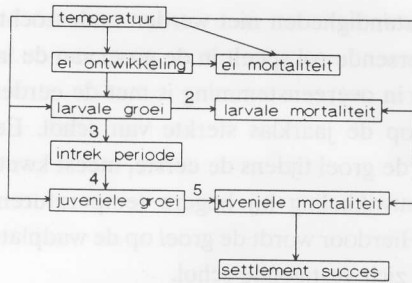 temperatuur
ei ontwikkeling ei mortaliteit
larvale groei 2 larvale mortaliteit
3
intrek periode
4
juveniele groei 5 juveniele mortaliteit
settlement succes